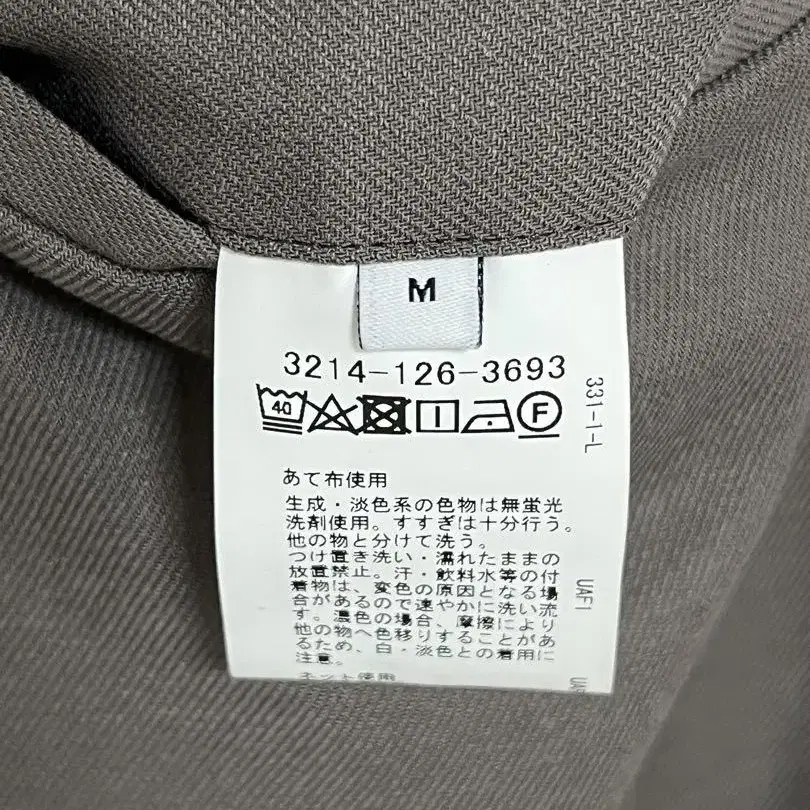 M
3214-126-3693
40
F
331-I-L
あて布使用
生成・淡色系の色物は無蛍光
洗剤使用。すすぎは十分行う。
他の物と分けて洗う。
つけ置き洗い・濡れたままの
放置禁止。汗・飲料水等の付
着物は、変色の原因となる場
合があるので速やかに洗い流
す。濃色の場合、摩擦により
他の物へ色移りすることがあ
るため、白・淡色との着用に
注意。
ネット使用
UAF1